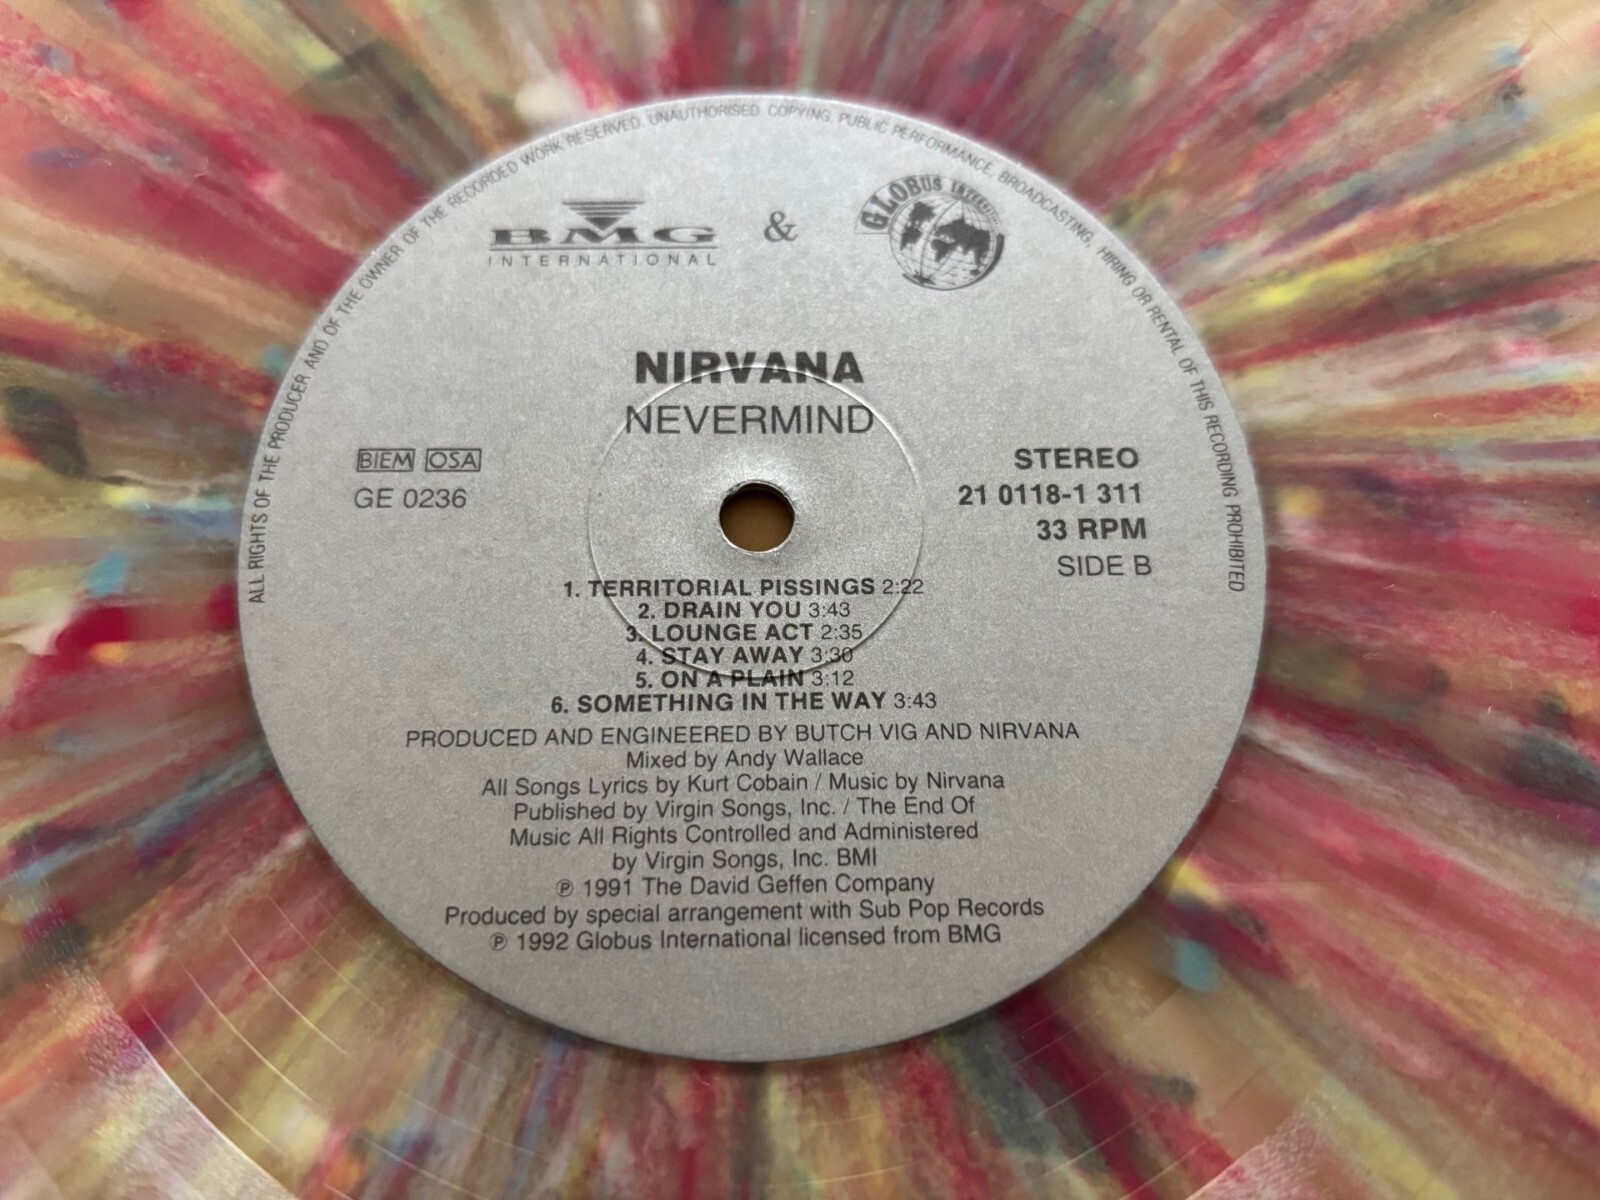 ALL RIGHTS OF THE PRODUCER AND OF THE OWNER OF THE RECORDED WORK RESERVED. UNAUTHORISED COPYING, PUBLIC PERFORMANCE, BROADCASTING, HIRING OR RENTAL OF THIS RECORDING PROHIBITED
BMG & GLOBUS INTERNATIONAL
INTERNATIONAL
NIRVANA
NEVERMIND
BIEM OSA
GE 0236
STEREO
21 0118-1 311
33 RPM
SIDE B
1. TERRITORIAL PISSINGS 2:22
2. DRAIN YOU 3:43
3. LOUNGE ACT 2:35
4. STAY AWAY 3:30
5. ON A PLAIN 3:12
6. SOMETHING IN THE WAY 3:43
PRODUCED AND ENGINEERED BY BUTCH VIG AND NIRVANA
Mixed by Andy Wallace
All Songs Lyrics by Kurt Cobain / Music by Nirvana
Published by Virgin Songs, Inc. / The End Of
Music All Rights Controlled and Administered
by Virgin Songs, Inc. BMI
℗ 1991 The David Geffen Company
Produced by special arrangement with Sub Pop Records
℗ 1992 Globus International licensed from BMG